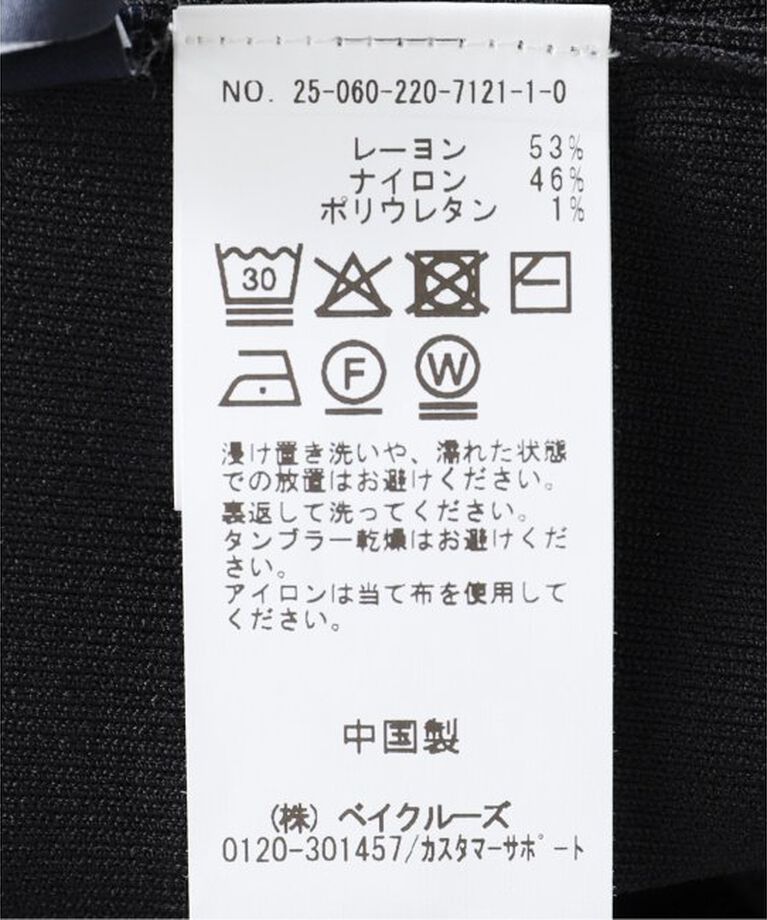 NO. 25-060-220-7121-1-0
レーヨン 53%
ナイロン 46%
ポリウレタン 1%
30
F W
浸け置き洗いや、濡れた状態
での放置はお避けください。
裏返して洗ってください。
タンブラー乾燥はお避けくだ
さい。
アイロンは当て布を使用して
ください。
中国製
(株) ベイクルーズ
0120-301457/カスタマーサポート